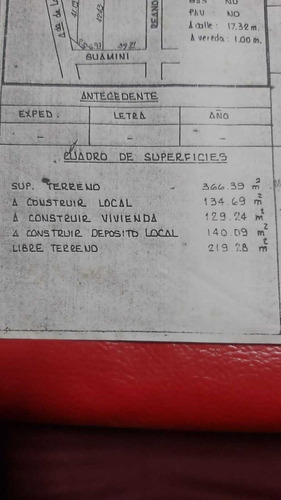 NO
PAV : NO
A calle : 17.32 m.
A vereda : 1.00 m.
GUAMINI
ANTECEDENTE
EXPED. LETRA AÑO
- - -
CUADRO DE SUPERFICIES
SUP. TERRENO 366.39 m²
A CONSTRUIR LOCAL 134.69 m²
A CONSTRUIR VIVIENDA 129.24 m²
A CONSTRUIR DEPOSITO LOCAL 140.09 m²
LIBRE TERRENO 219.28 m²